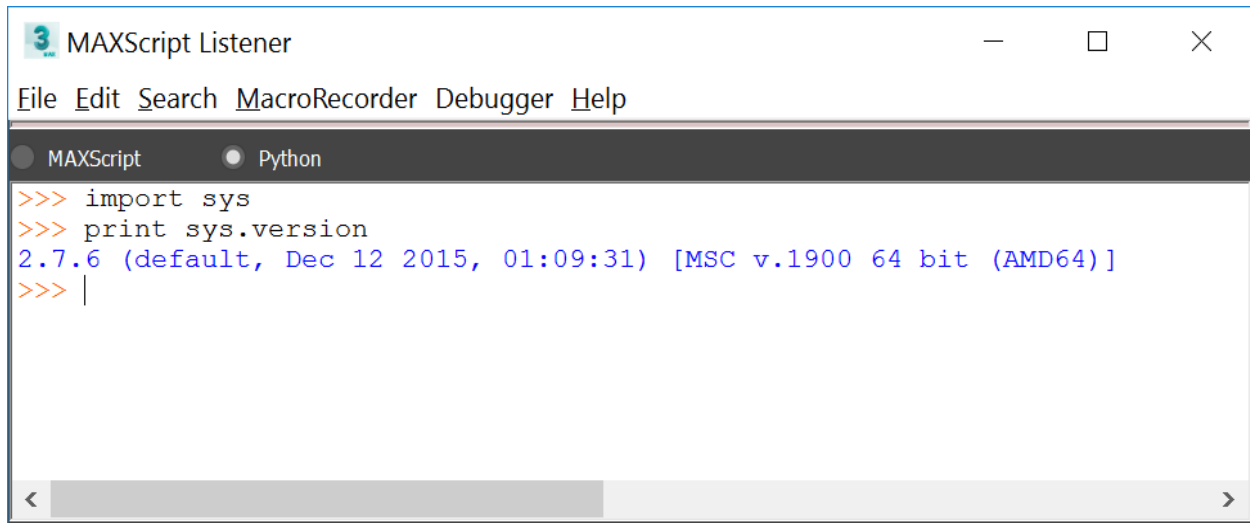 MAXScript Listener
File Edit Search MacroRecorder Debugger Help
MAXScript Python
>>> import sys
>>> print sys.version
2.7.6 (default, Dec 12 2015, 01:09:31) [MSC v.1900 64 bit (AMD64)]
>>>